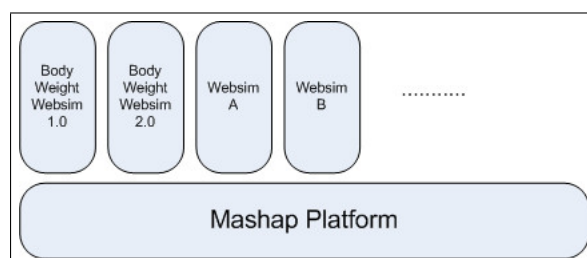 Body
Weight
Websim
1.0
Body
Weight
Websim
2.0
Websim
A
Websim
B
...........
Mashap Platform